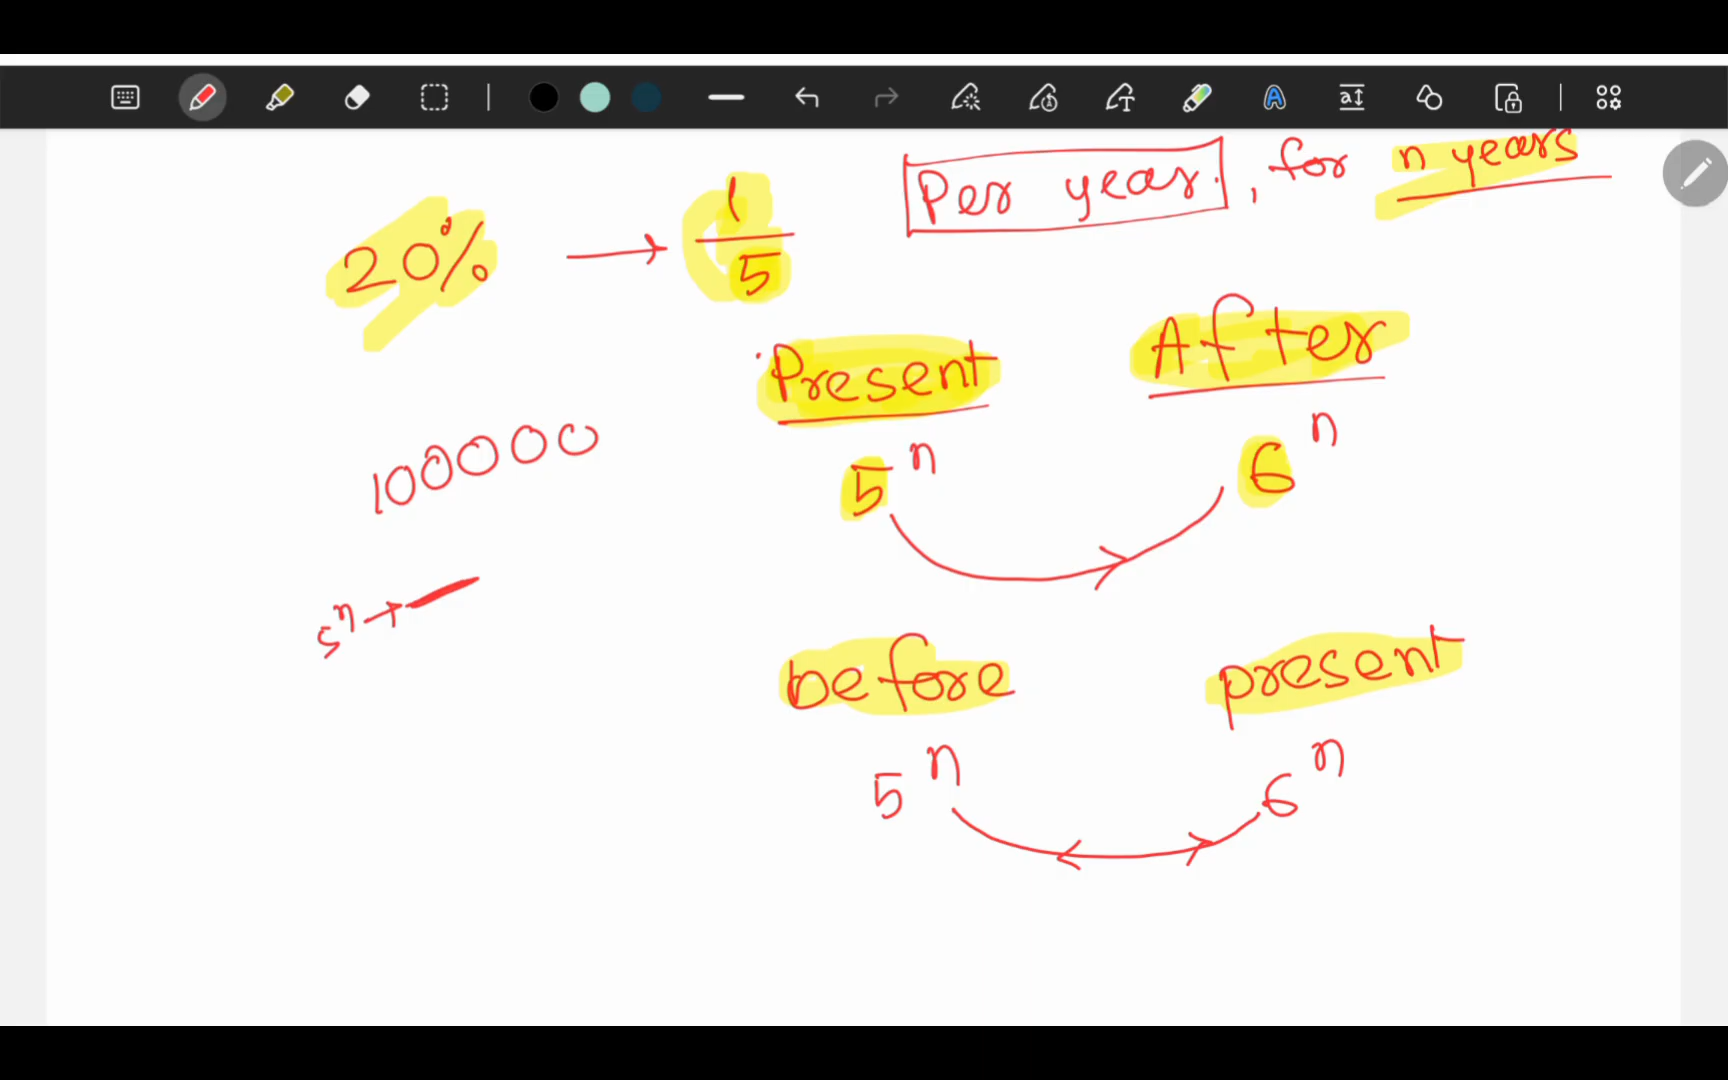 Per year, for n years
20% → 1/5
Present After
5^n 6^n
100000
5^n →
before present
5^n 6^n